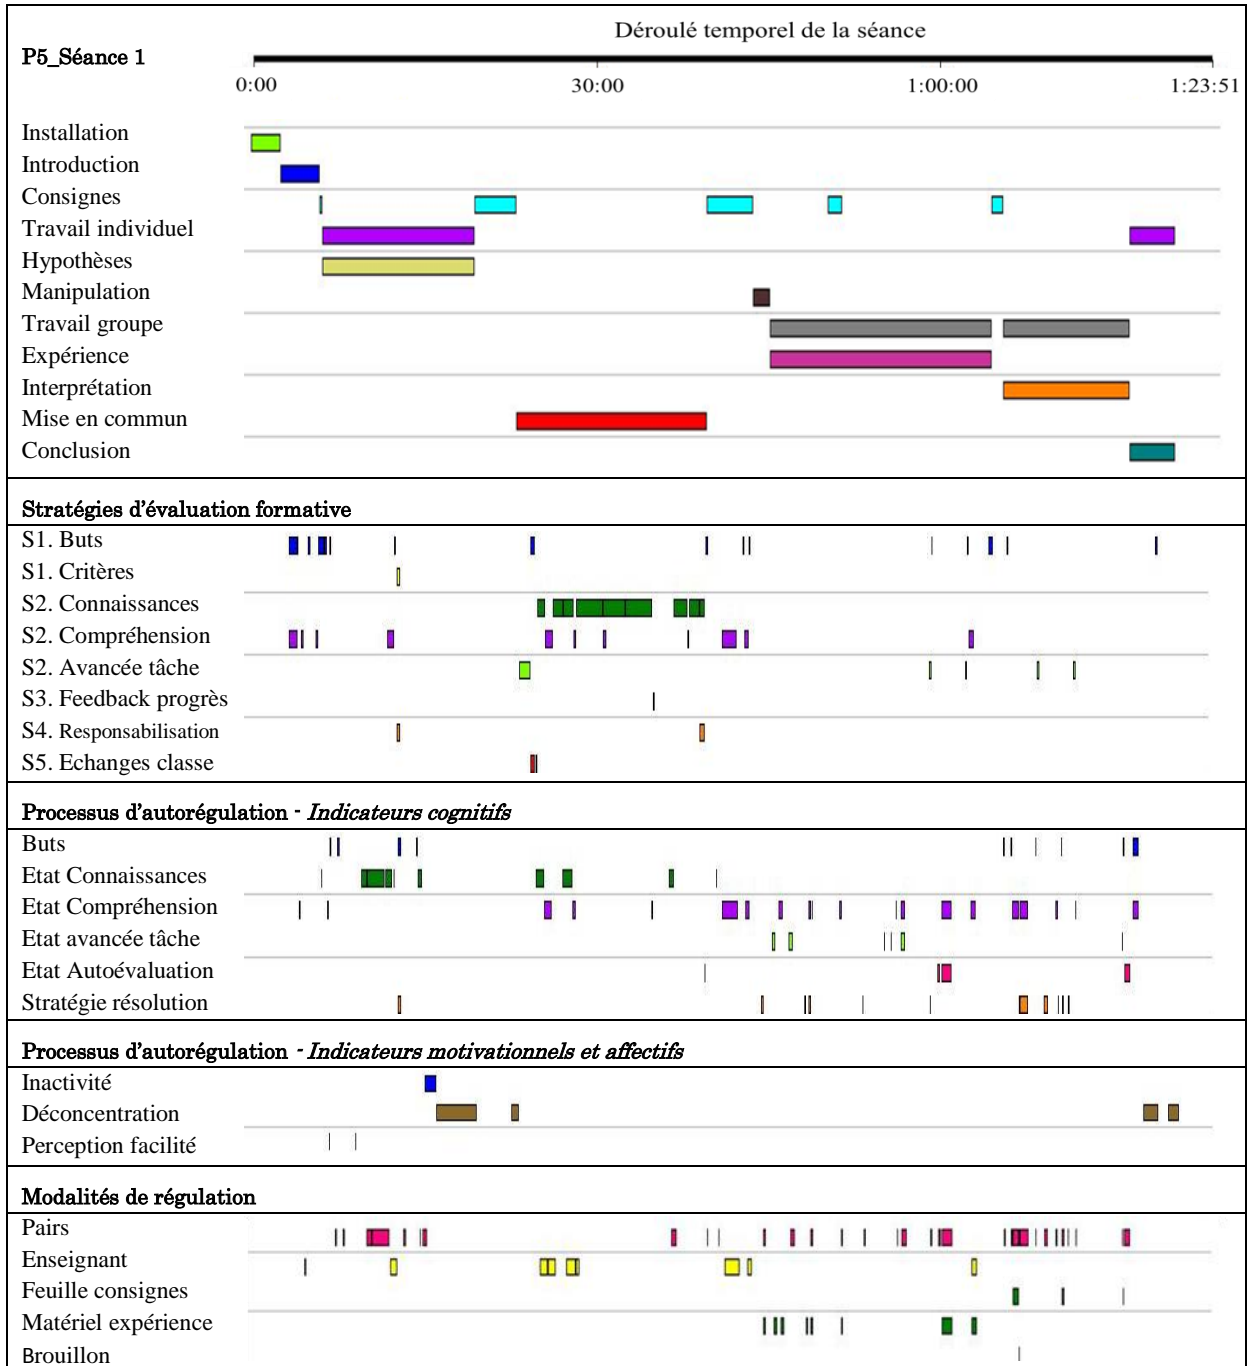 Déroulé temporel de la séance
P5_Séance 1
0:00 30:00 1:00:00 1:23:51
Installation
Introduction
Consignes
Travail individuel
Hypothèses
Manipulation
Travail groupe
Expérience
Interprétation
Mise en commun
Conclusion
Stratégies d'évaluation formative
S1. Buts
S1. Critères
S2. Connaissances
S2. Compréhension
S2. Avancée tâche
S3. Feedback progrès
S4. Responsabilisation
S5. Echanges classe
Processus d'autorégulation - Indicateurs cognitifs
Buts
Etat Connaissances
Etat Compréhension
Etat avancée tâche
Etat Autoévaluation
Stratégie résolution
Processus d'autorégulation - Indicateurs motivationnels et affectifs
Inactivité
Déconcentration
Perception facilité
Modalités de régulation
Pairs
Enseignant
Feuille consignes
Matériel expérience
Brouillon